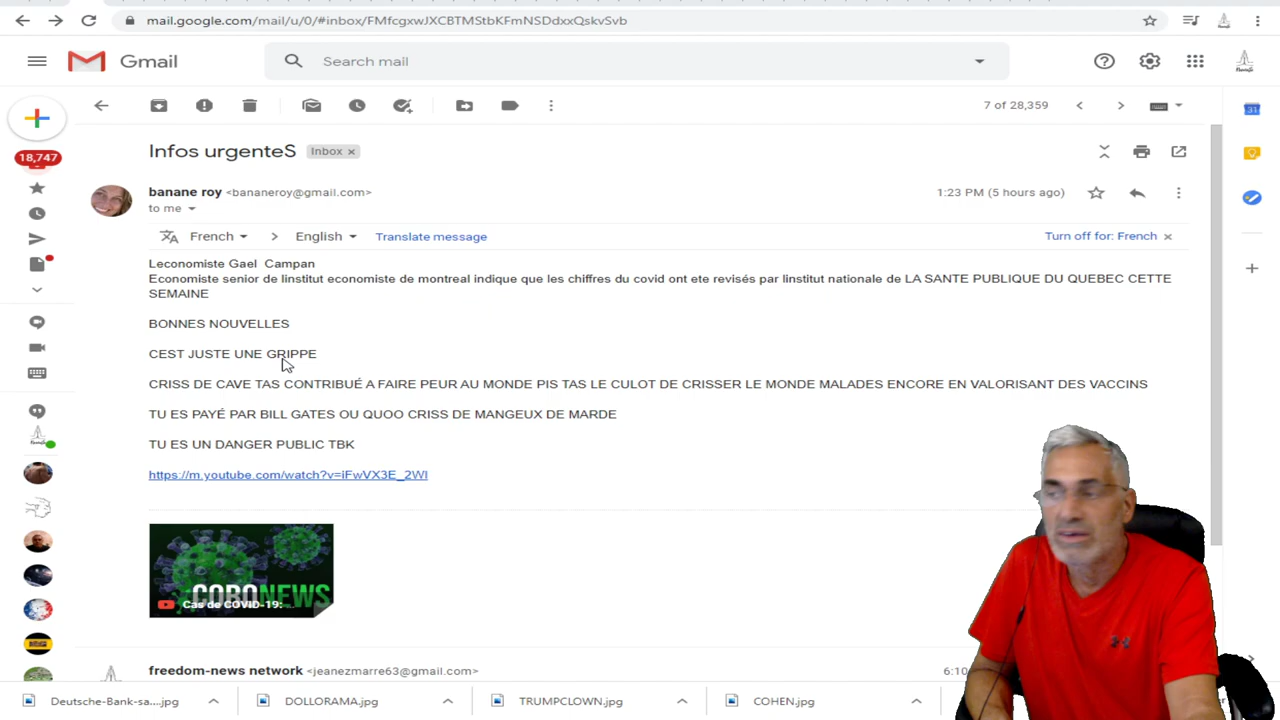 mail.google.com/mail/u/0/#inbox/FMfcgxwJXCBTMStbKFmNSDdxxQskvSvb
Gmail
Search mail
7 of 28,359
18,747
Infos urgenteS Inbox ×
banane roy <bananeroy@gmail.com>
1:23 PM (5 hours ago)
to me
French > English Translate message
Turn off for: French ×
Leconomiste Gael Campan
Economiste senior de linstitut economiste de montreal indique que les chiffres du covid ont ete revisés par linstitut nationale de LA SANTE PUBLIQUE DU QUEBEC CETTE
SEMAINE
BONNES NOUVELLES
CEST JUSTE UNE GRIPPE
CRISS DE CAVE TAS CONTRIBUÉ A FAIRE PEUR AU MONDE PIS TAS LE CULOT DE CRISSER LE MONDE MALADES ENCORE EN VALORISANT DES VACCINS
TU ES PAYÉ PAR BILL GATES OU QUOO CRISS DE MANGEUX DE MARDE
TU ES UN DANGER PUBLIC TBK
https://m.youtube.com/watch?v=iFwVX3E_2WI
CORONEWS
Cas de COVID-19:...
freedom-news network <jeanezmarre63@gmail.com>
6:10
Deutsche-Bank-sa....jpg
DOLLORAMA.jpg
TRUMPCLOWN.jpg
COHEN.jpg
31